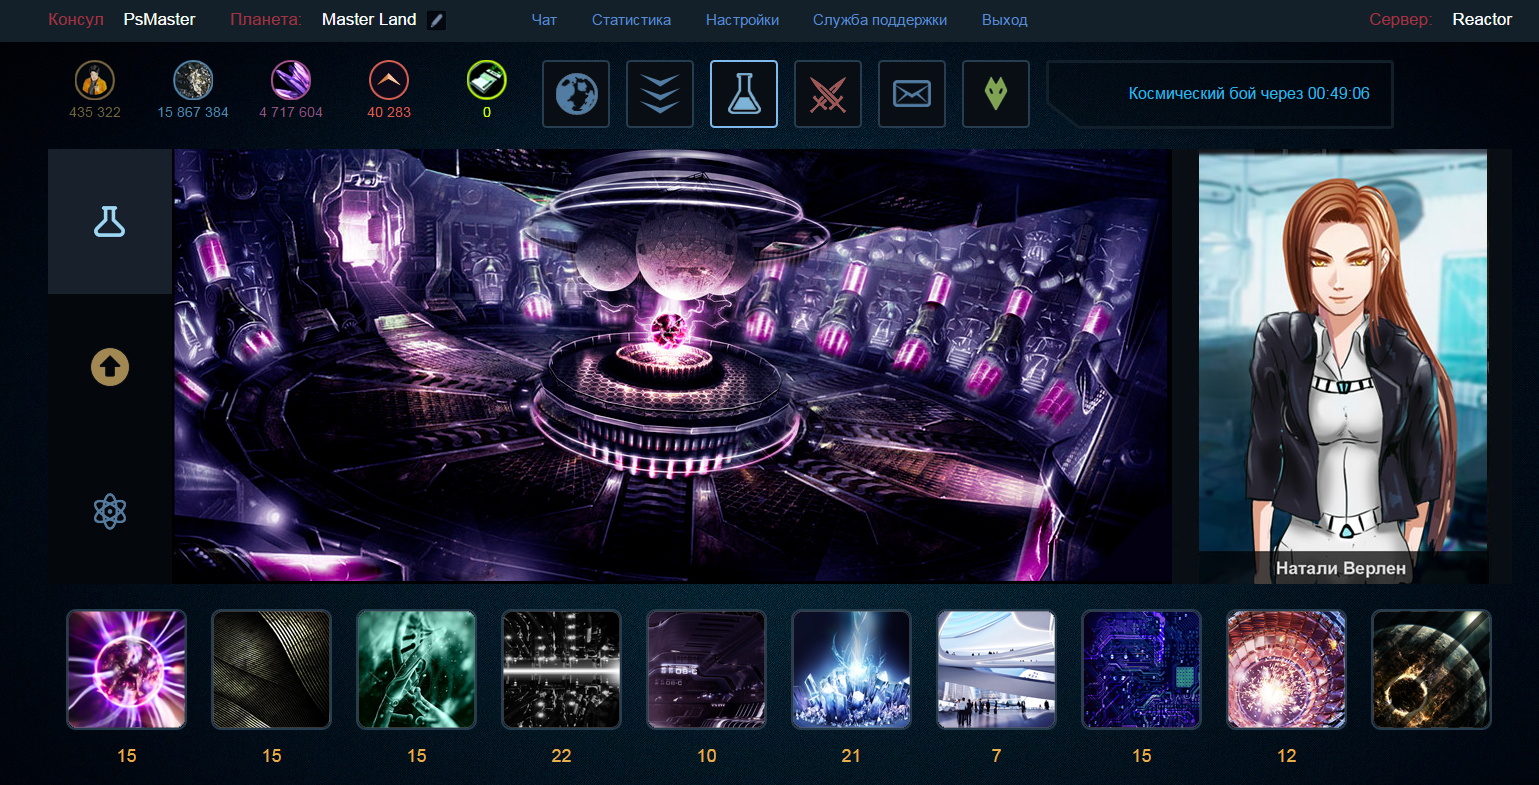 Консул PsMaster Планета: Master Land Чат Статистика Настройки Служба поддержки Выход Сервер: Reactor
435 322 15 867 384 4 717 604 40 283 0
Космический бой через 00:49:06
Натали Верлен
15 15 15 22 10 21 7 15 12